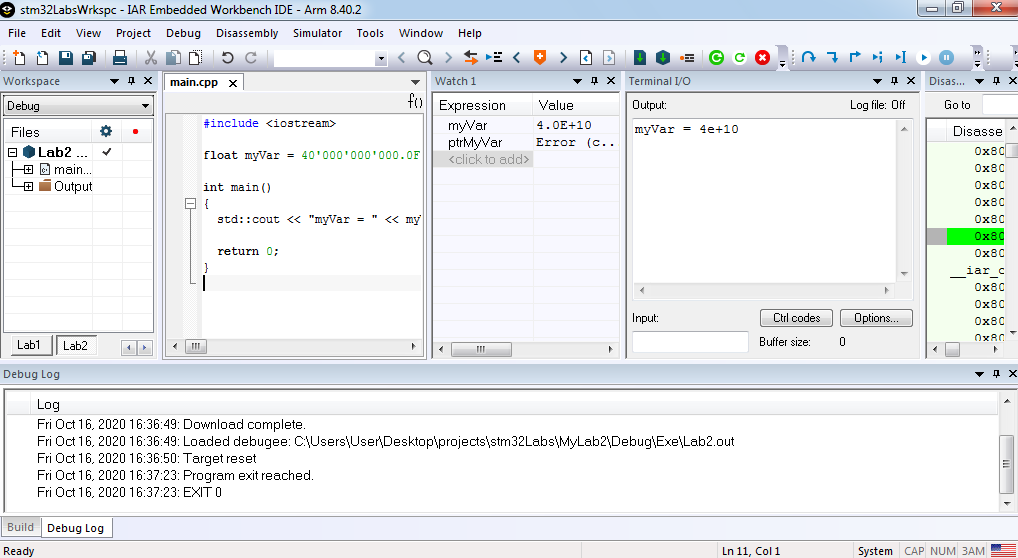 stm32LabsWrkspc - IAR Embedded Workbench IDE - Arm 8.40.2
File Edit View Project Debug Disassembly Simulator Tools Window Help
Workspace
Debug
Files
Lab2 ...
main...
Output
Lab1 Lab2
main.cpp
f()
#include <iostream>
float myVar = 40'000'000'000.0F
int main()
{
std::cout << "myVar = " << my
return 0;
}
Watch 1
Expression Value
myVar 4.0E+10
ptrMyVar Error (c...
<click to add>
Terminal I/O
Output: Log file: Off
myVar = 4e+10
Input: Ctrl codes Options...
Buffer size: 0
Disas...
Go to
Disasse
0x80
0x80
0x80
0x80
0x80
0x80
0x80
__iar_c
0x80
0x80
0x80
0x80
Debug Log
Log
Fri Oct 16, 2020 16:36:49: Download complete.
Fri Oct 16, 2020 16:36:49: Loaded debugee: C:\Users\User\Desktop\projects\stm32Labs\MyLab2\Debug\Exe\Lab2.out
Fri Oct 16, 2020 16:36:50: Target reset
Fri Oct 16, 2020 16:37:23: Program exit reached.
Fri Oct 16, 2020 16:37:23: EXIT 0
Build Debug Log
Ready Ln 11, Col 1 System CAP NUM ЗАМ